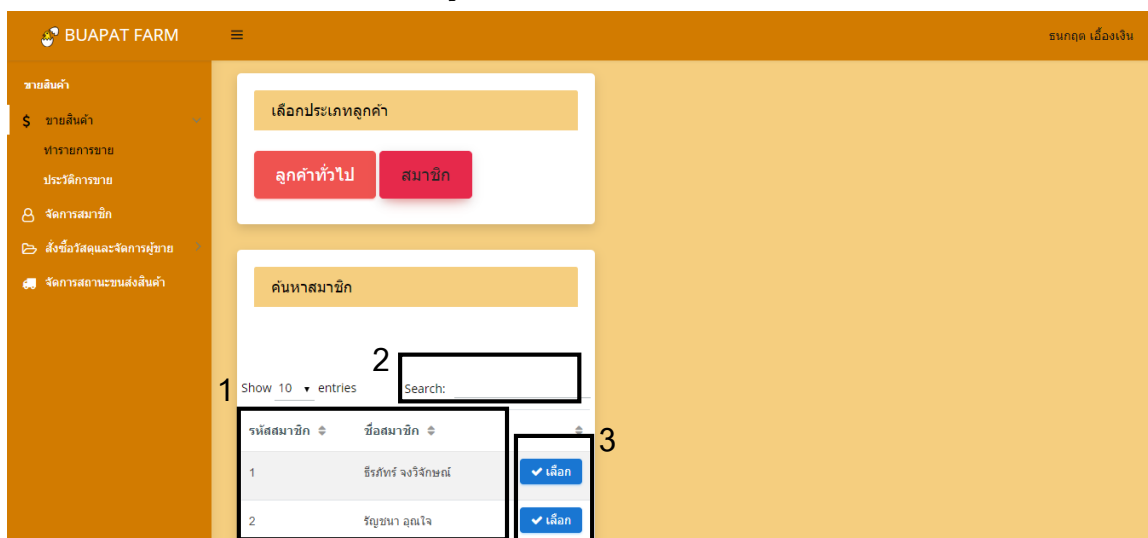 BUAPAT FARM
ธนกฤต เอื้องเงิน
ขายสินค้า
$ ขายสินค้า
ทำรายการขาย
ประวัติการขาย
จัดการสมาชิก
สั่งซื้อวัสดุและจัดการผู้ขาย
จัดการสถานะขนส่งสินค้า
เลือกประเภทลูกค้า
ลูกค้าทั่วไป สมาชิก
ค้นหาสมาชิก
2
1 Show 10 entries Search:
รหัสสมาชิก ชื่อสมาชิก
3
1 ธีรภัทร์ จงวิจักษณ์ เลือก
2 รัญชนา อุณใจ เลือก